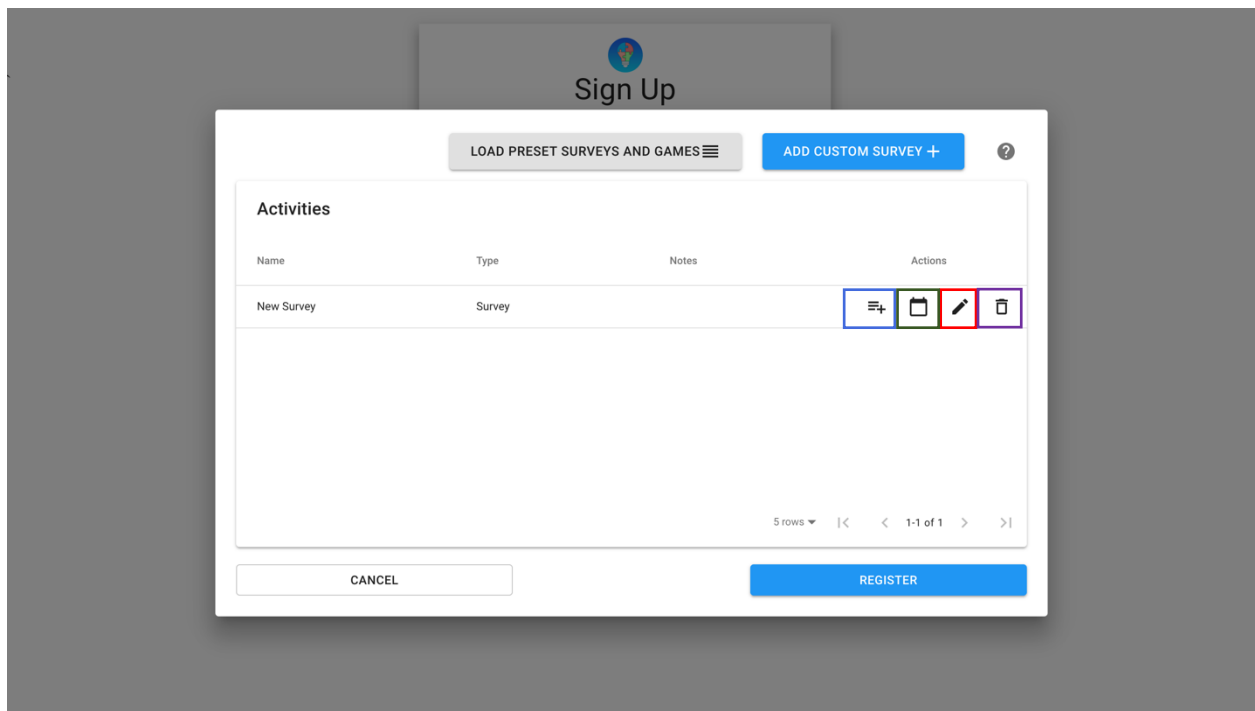 Sign Up
LOAD PRESET SURVEYS AND GAMES
ADD CUSTOM SURVEY +
Activities
Name Type Notes Actions
New Survey Survey
5 rows 1-1 of 1
CANCEL REGISTER